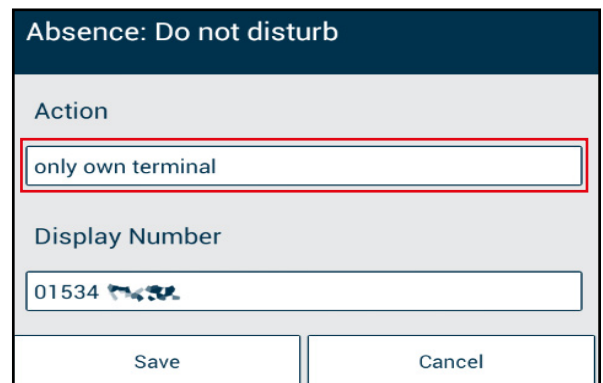 Absence: Do not disturb
Action
only own terminal
Display Number
01534
Save Cancel